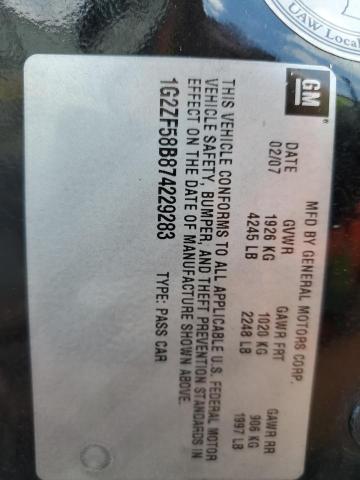 UAW Local
GM
MFD BY GENERAL MOTORS CORP.
DATE GVWR GAWR FRT GAWR RR
02/07 1926 KG 1020 KG 906 KG
4245 LB 2248 LB 1997 LB
THIS VEHICLE CONFORMS TO ALL APPLICABLE U.S. FEDERAL MOTOR
VEHICLE SAFETY, BUMPER, AND THEFT PREVENTION STANDARDS IN
EFFECT ON THE DATE OF MANUFACTURE SHOWN ABOVE.
1G2ZF58B874229283 TYPE: PASS CAR